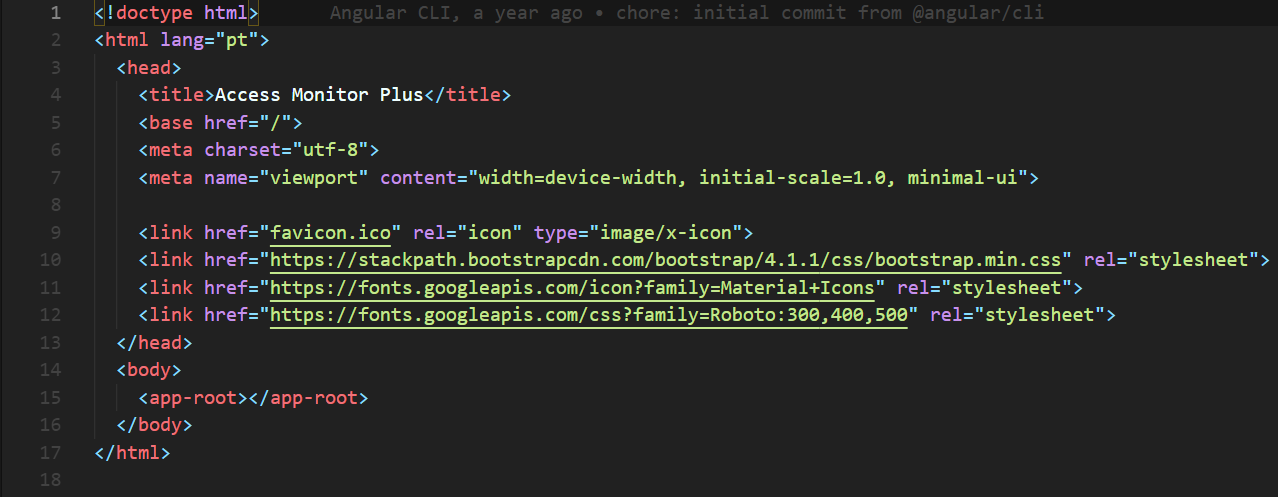 1 <!doctype html> Angular CLI, a year ago • chore: initial commit from @angular/cli
2 <html lang="pt">
3 <head>
4 <title>Access Monitor Plus</title>
5 <base href="/">
6 <meta charset="utf-8">
7 <meta name="viewport" content="width=device-width, initial-scale=1.0, minimal-ui">
8
9 <link href="favicon.ico" rel="icon" type="image/x-icon">
10 <link href="https://stackpath.bootstrapcdn.com/bootstrap/4.1.1/css/bootstrap.min.css" rel="stylesheet">
11 <link href="https://fonts.googleapis.com/icon?family=Material+Icons" rel="stylesheet">
12 <link href="https://fonts.googleapis.com/css?family=Roboto:300,400,500" rel="stylesheet">
13 </head>
14 <body>
15 <app-root></app-root>
16 </body>
17 </html>
18